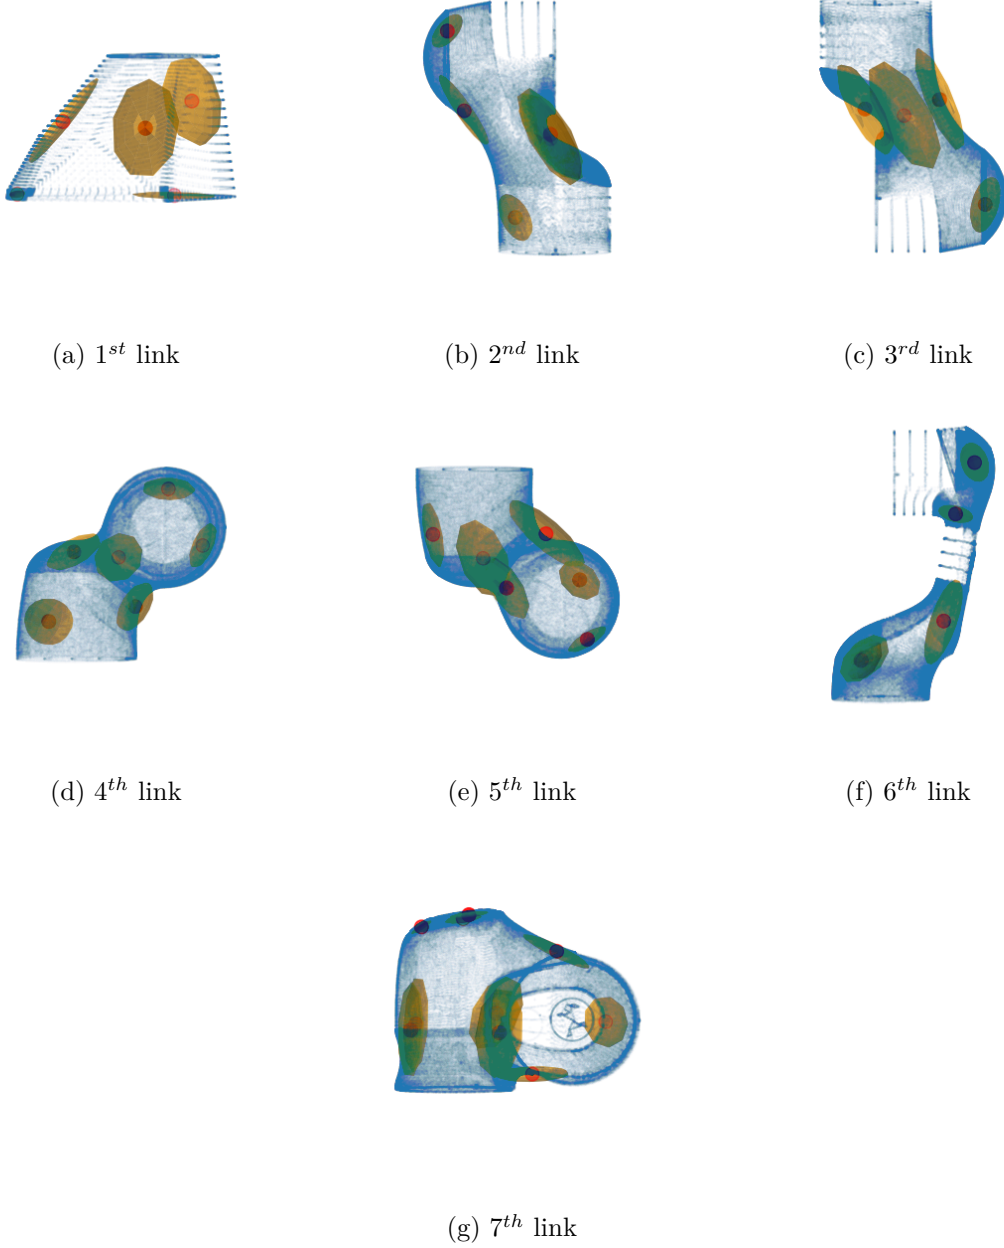 (a) 1st link
(b) 2nd link
(c) 3rd link
(d) 4th link
(e) 5th link
(f) 6th link
(g) 7th link